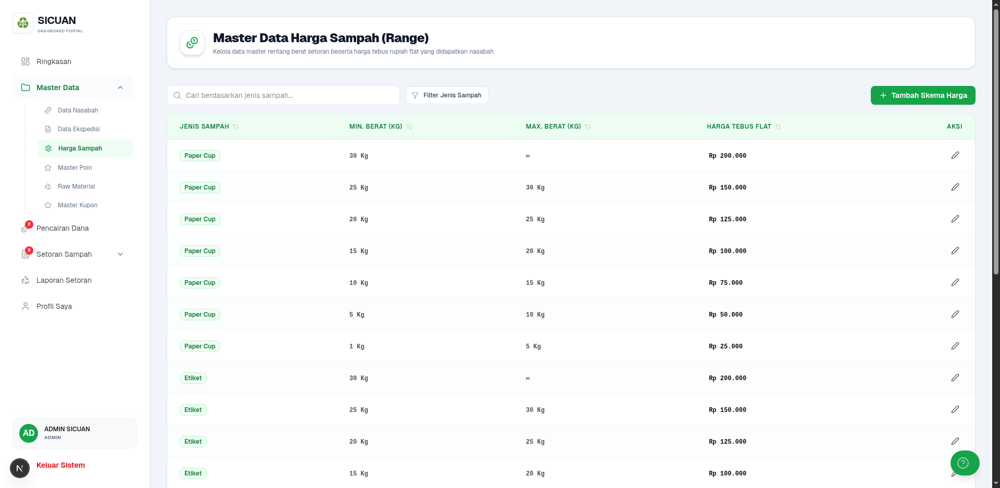 SICUAN
DASHBOARD PORTAL
Ringkasan
Master Data
Data Nasabah
Data Ekspedisi
Harga Sampah
Master Poin
Raw Material
Master Kupon
2
Pencairan Dana
3
Setoran Sampah
Laporan Setoran
Profil Saya
AD
ADMIN SICUAN
ADMIN
N
Keluar Sistem
Master Data Harga Sampah (Range)
Kelola data master rentang berat setoran beserta harga tebus rupiah flat yang didapatkan nasabah
Cari berdasarkan jenis sampah...
Filter Jenis Sampah
+ Tambah Skema Harga
JENIS SAMPAH MIN. BERAT (KG) MAX. BERAT (KG) HARGA TEBUS FLAT AKSI
Paper Cup 30 Kg ∞ Rp 200.000
Paper Cup 25 Kg 30 Kg Rp 150.000
Paper Cup 20 Kg 25 Kg Rp 125.000
Paper Cup 15 Kg 20 Kg Rp 100.000
Paper Cup 10 Kg 15 Kg Rp 75.000
Paper Cup 5 Kg 10 Kg Rp 50.000
Paper Cup 1 Kg 5 Kg Rp 25.000
Etiket 30 Kg ∞ Rp 200.000
Etiket 25 Kg 30 Kg Rp 150.000
Etiket 20 Kg 25 Kg Rp 125.000
Etiket 15 Kg 20 Kg Rp 100.000